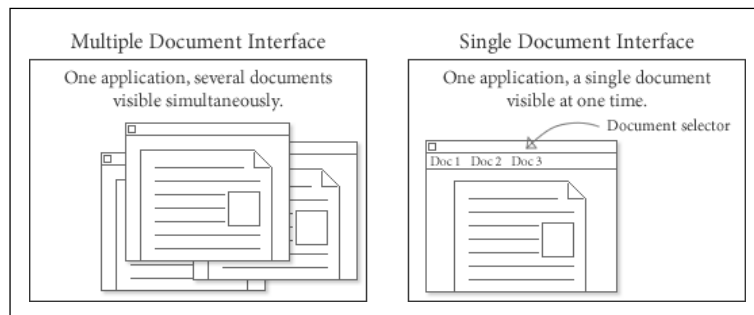 Multiple Document Interface
One application, several documents
visible simultaneously.
Single Document Interface
One application, a single document
visible at one time.
Document selector
Doc 1 Doc 2 Doc 3